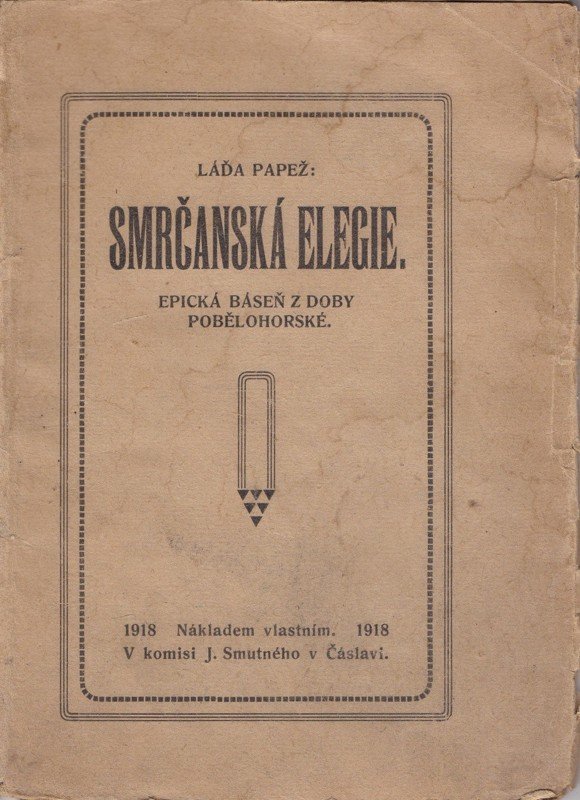 LÁĎA PAPEŽ:
SMRČANSKÁ ELEGIE.
EPICKÁ BÁSEŇ Z DOBY
POBĚLOHORSKÉ.
1918 Nákladem vlastním. 1918
V komisi J. Smutného v Čáslavi.